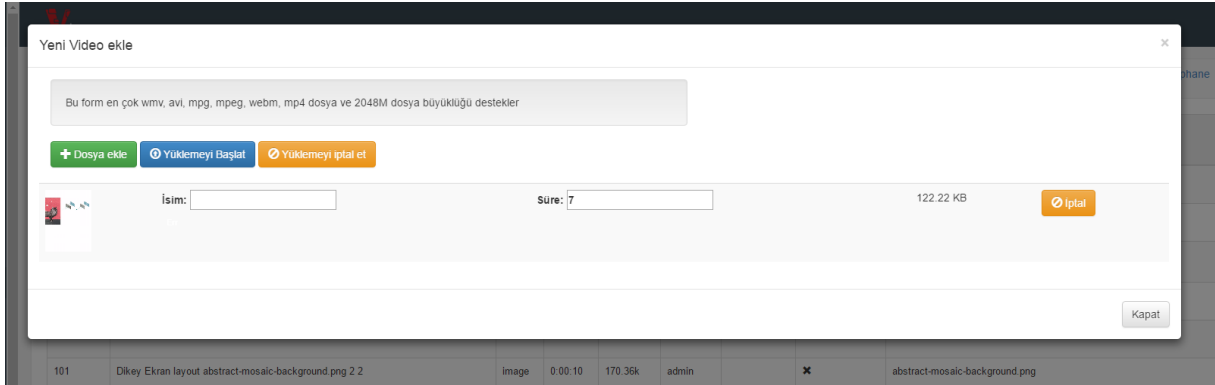 Yeni Video ekle ×
phane
Bu form en çok wmv, avi, mpg, mpeg, webm, mp4 dosya ve 2048M dosya büyüklüğü destekler
Dosya ekle Yüklemeyi Başlat Yüklemeyi iptal et
İsim: Süre: 7 122.22 KB Iptal
Kapat
101 Dikey Ekran layout abstract-mosaic-background.png 2 2 image 0:00:10 170.36k admin abstract-mosaic-background.png